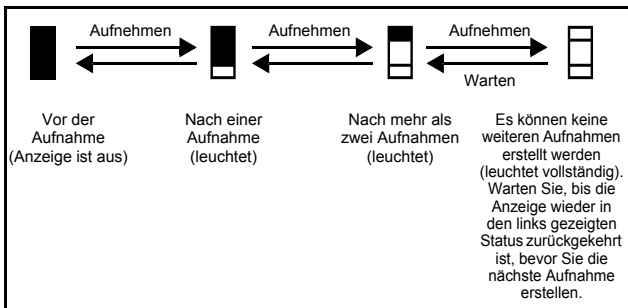 Aufnehmen
Aufnehmen
Aufnehmen
Warten
Vor der
Aufnahme
(Anzeige ist aus)
Nach einer
Aufnahme
(leuchtet)
Nach mehr als
zwei Aufnahmen
(leuchtet)
Es können keine
weiteren Aufnahmen
erstellt werden
(leuchtet vollständig).
Warten Sie, bis die
Anzeige wieder in
den links gezeigten
Status zurückgekehrt
ist, bevor Sie die
nächste Aufnahme
erstellen.